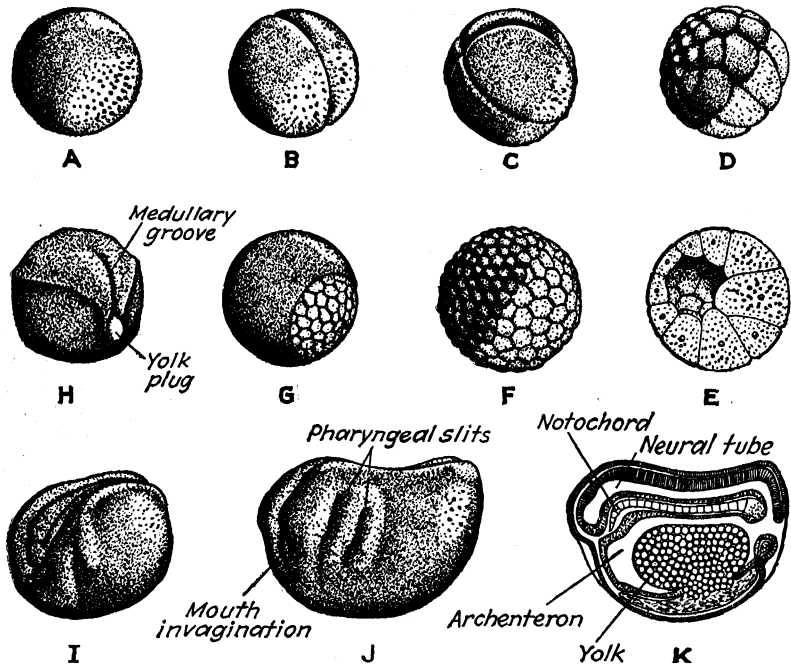 A
B
C
D
Medullary
groove
Yolk
plug
H
G
F
E
Pharyngeal slits
Notochord
Neural tube
Mouth
invagination
Archenteron
Yolk
I
J
K